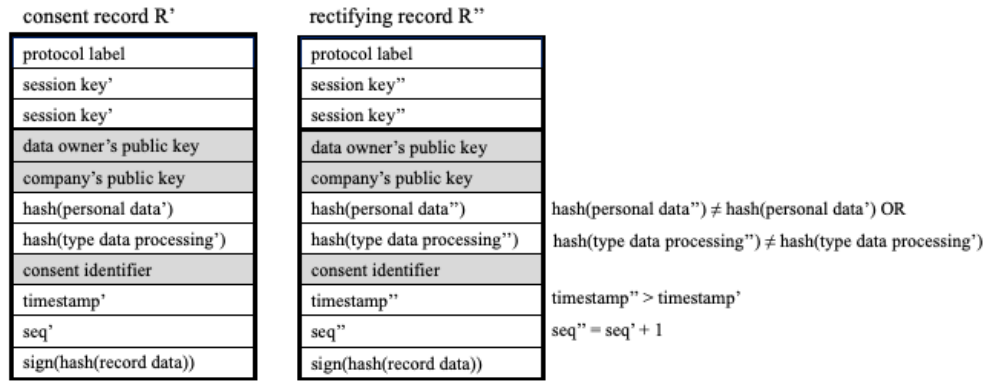 consent record R’
protocol label
session key’
session key’
data owner’s public key
company’s public key
hash(personal data’)
hash(type data processing’)
consent identifier
timestamp’
seq’
sign(hash(record data))
rectifying record R’’
protocol label
session key’’
session key’’
data owner’s public key
company’s public key
hash(personal data’’)
hash(type data processing’’)
consent identifier
timestamp’’
seq’’
sign(hash(record data))
hash(personal data’’) ≠ hash(personal data’) OR
hash(type data processing’’) ≠ hash(type data processing’)
timestamp’’ > timestamp’
seq’’ = seq’ + 1